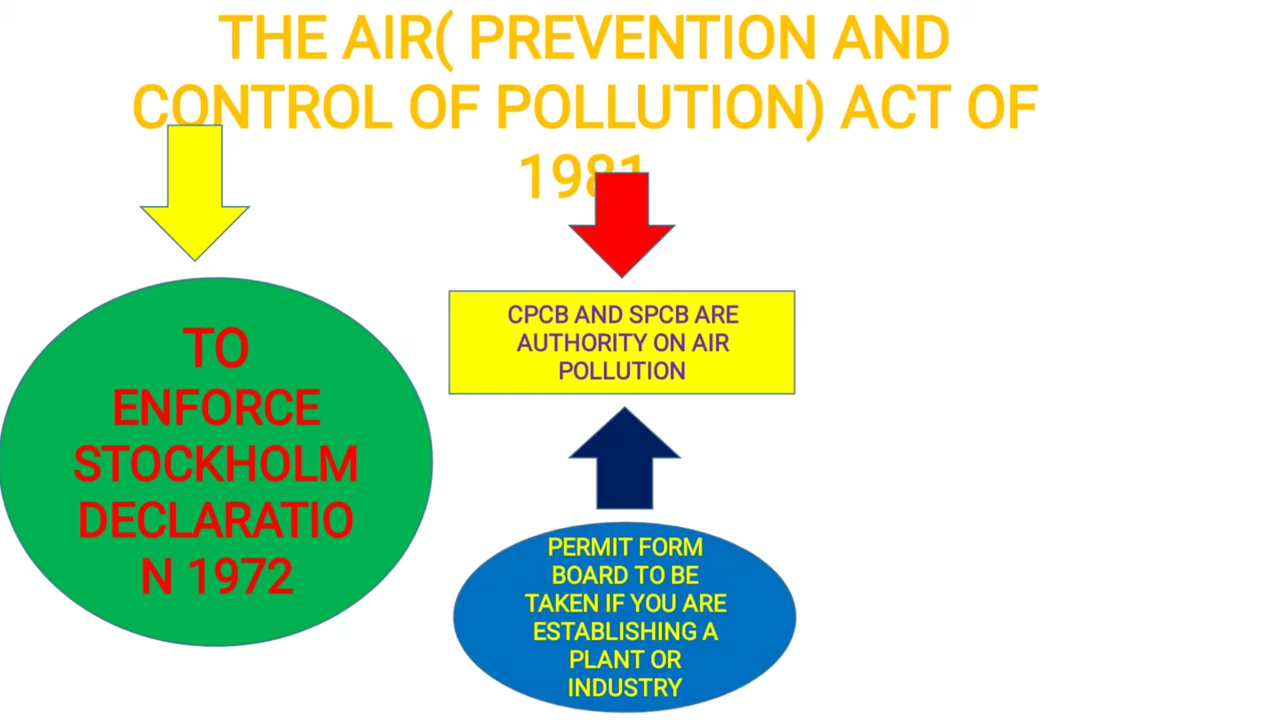 THE AIR( PREVENTION AND
CONTROL OF POLLUTION) ACT OF
1981
TO
ENFORCE
STOCKHOLM
DECLARATIO
N 1972
CPCB AND SPCB ARE
AUTHORITY ON AIR
POLLUTION
PERMIT FORM
BOARD TO BE
TAKEN IF YOU ARE
ESTABLISHING A
PLANT OR
INDUSTRY